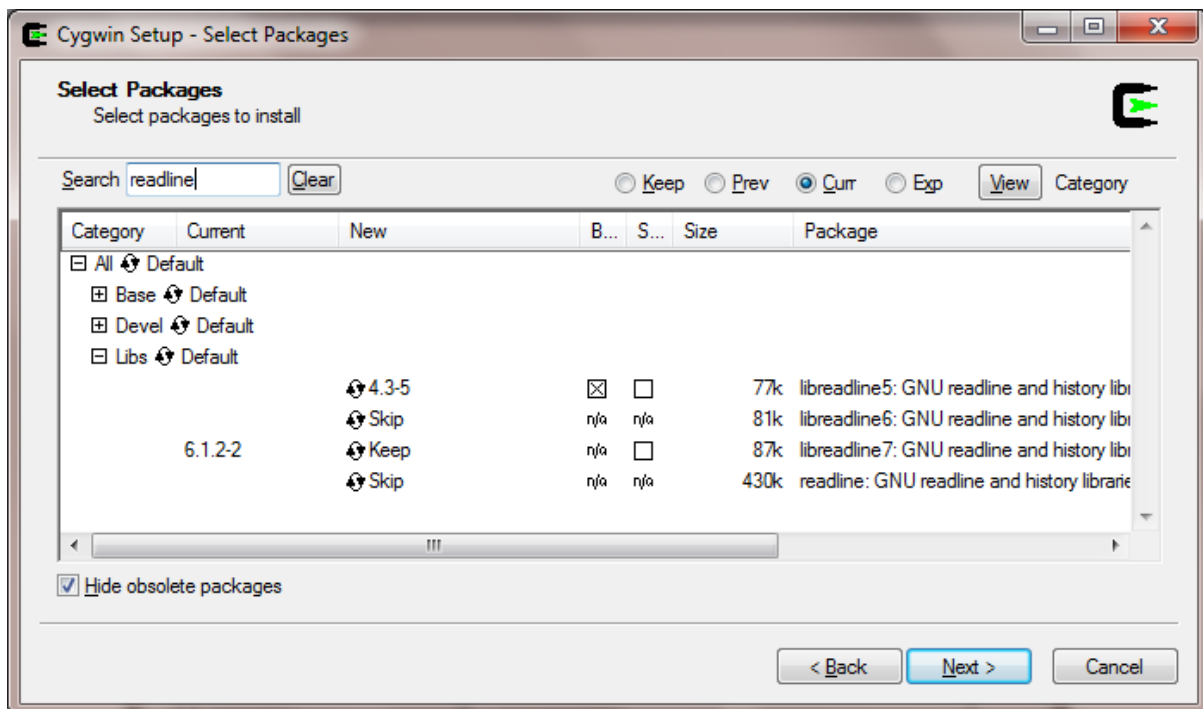 Cygwin Setup - Select Packages
Select Packages
Select packages to install
Search readline Clear Keep Prev Curr Exp View Category
Category Current New B... S... Size Package
All Default
Base Default
Devel Default
Libs Default
4.3-5 77k libreadline5: GNU readline and history libr
Skip n/a n/a 81k libreadline6: GNU readline and history libr
6.1.2-2 Keep n/a 87k libreadline7: GNU readline and history libr
Skip n/a n/a 430k readline: GNU readline and history librarie
Hide obsolete packages
< Back Next > Cancel